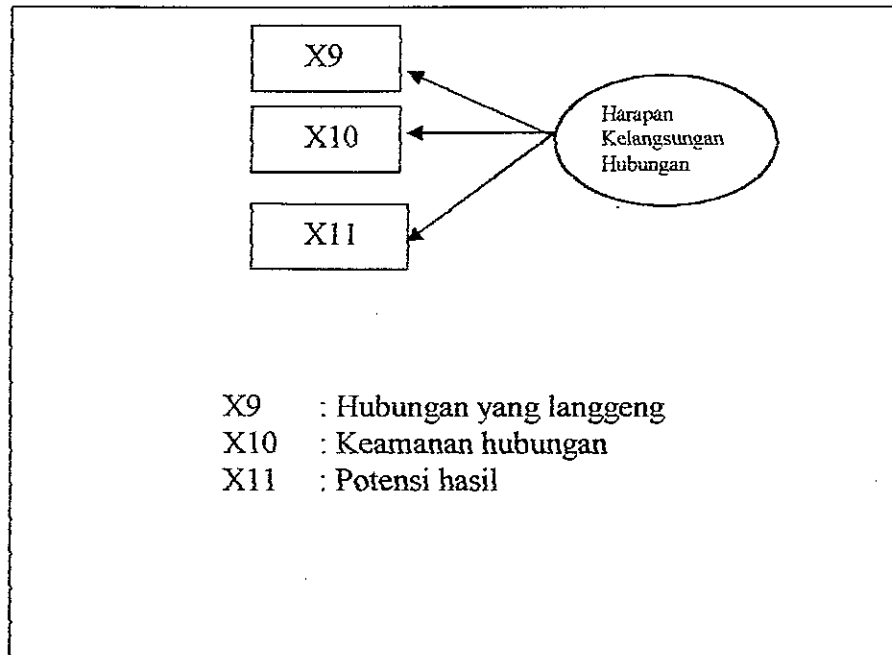 X9
X10
X11
Harapan
Kelangsungan
Hubungan
X9 : Hubungan yang langgeng
X10 : Keamanan hubungan
X11 : Potensi hasil